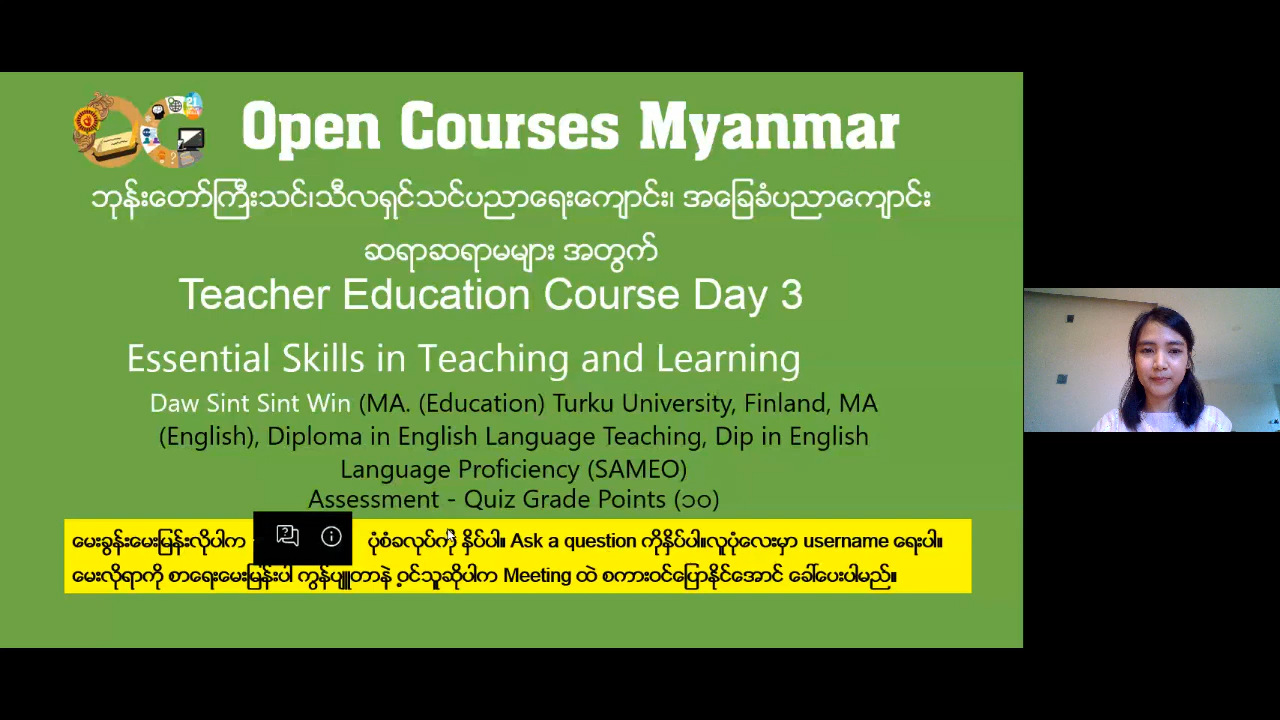 Open Courses Myanmar
ဘုန်းတော်ကြီးသင်၊သီလရှင်သင်ပညာရေးကျောင်း၊ အခြေခံပညာကျောင်း
ဆရာဆရာမများ အတွက်
Teacher Education Course Day 3
Essential Skills in Teaching and Learning
Daw Sint Sint Win (MA. (Education) Turku University, Finland, MA
(English), Diploma in English Language Teaching, Dip in English
Language Proficiency (SAMEO)
Assessment - Quiz Grade Points (၁၀)
မေးခွန်းမေးမြန်းလိုပါက ပုံစံခလုပ်ကို နှိပ်ပါ။ Ask a question ကိုနှိပ်ပါ။လူပုံလေးမှာ username ရေးပါ။
မေးလိုရာကို စာရေးမေးမြန်းပါ ကွန်ပျူတာနဲ့ ဝင်သူဆိုပါက Meeting ထဲ စကားဝင်ပြောနိုင်အောင် ခေါ်ပေးပါမည်။